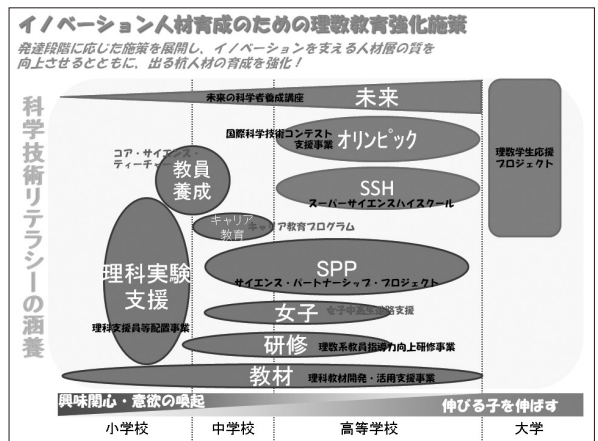 イノベーション人材育成のための理数教育強化施策
発達段階に応じた施策を展開し、イノベーションを支える人材層の質を
向上させるとともに、出る杭人材の育成を強化！
科学技術リテラシーの涵養
未来の科学者養成講座
未来
国際科学技術コンテスト
支援事業
オリンピック
理数学生応援
プロジェクト
コア・サイエンス・
ティーチャー
教員
養成
SSH
スーパーサイエンスハイスクール
キャリア
教育
キャリア教育プログラム
理科実験
支援
理科支援員等配置事業
SPP
サイエンス・パートナーシップ・プロジェクト
女子
女子中高生進路支援
研修
理数系教員指導力向上研修事業
教材
理科教材開発・活用支援事業
興味関心・意欲の喚起
伸びる子を伸ばす
小学校
中学校
高等学校
大学